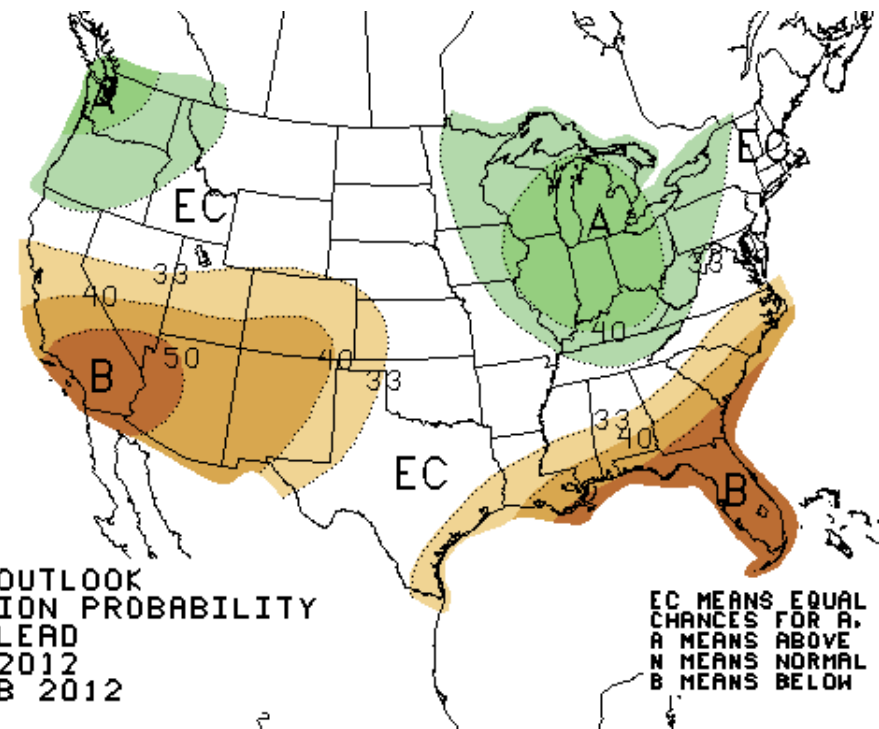 A
EC
EC
A
33
33
40
40
50
40
33
B
33
40
EC
B
OUTLOOK
ION PROBABILITY
LEAD
2012
B 2012
EC MEANS EQUAL
CHANCES FOR A,
A MEANS ABOVE
N MEANS NORMAL
B MEANS BELOW